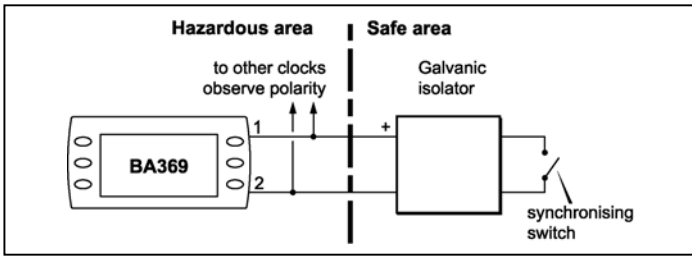 Hazardous area
Safe area
to other clocks
observe polarity
Galvanic
isolator
1
+
BA369
2
synchronising
switch